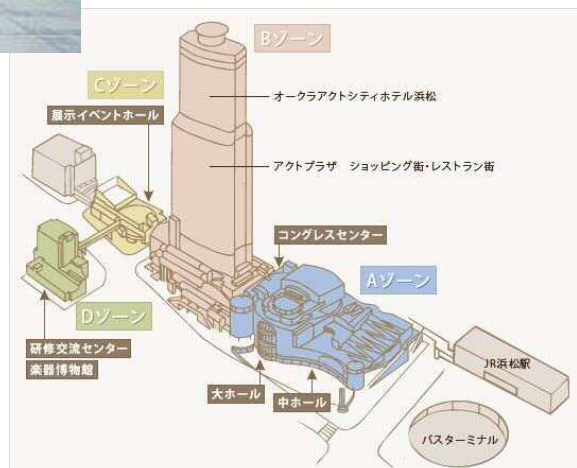 Bゾーン
Cゾーン
展示イベントホール
オークラアクトシティホテル浜松
アクトプラザ ショッピング街・レストラン街
コングレスセンター
Aゾーン
Dゾーン
研修交流センター
楽器博物館
大ホール
中ホール
JR浜松駅
バスターミナル